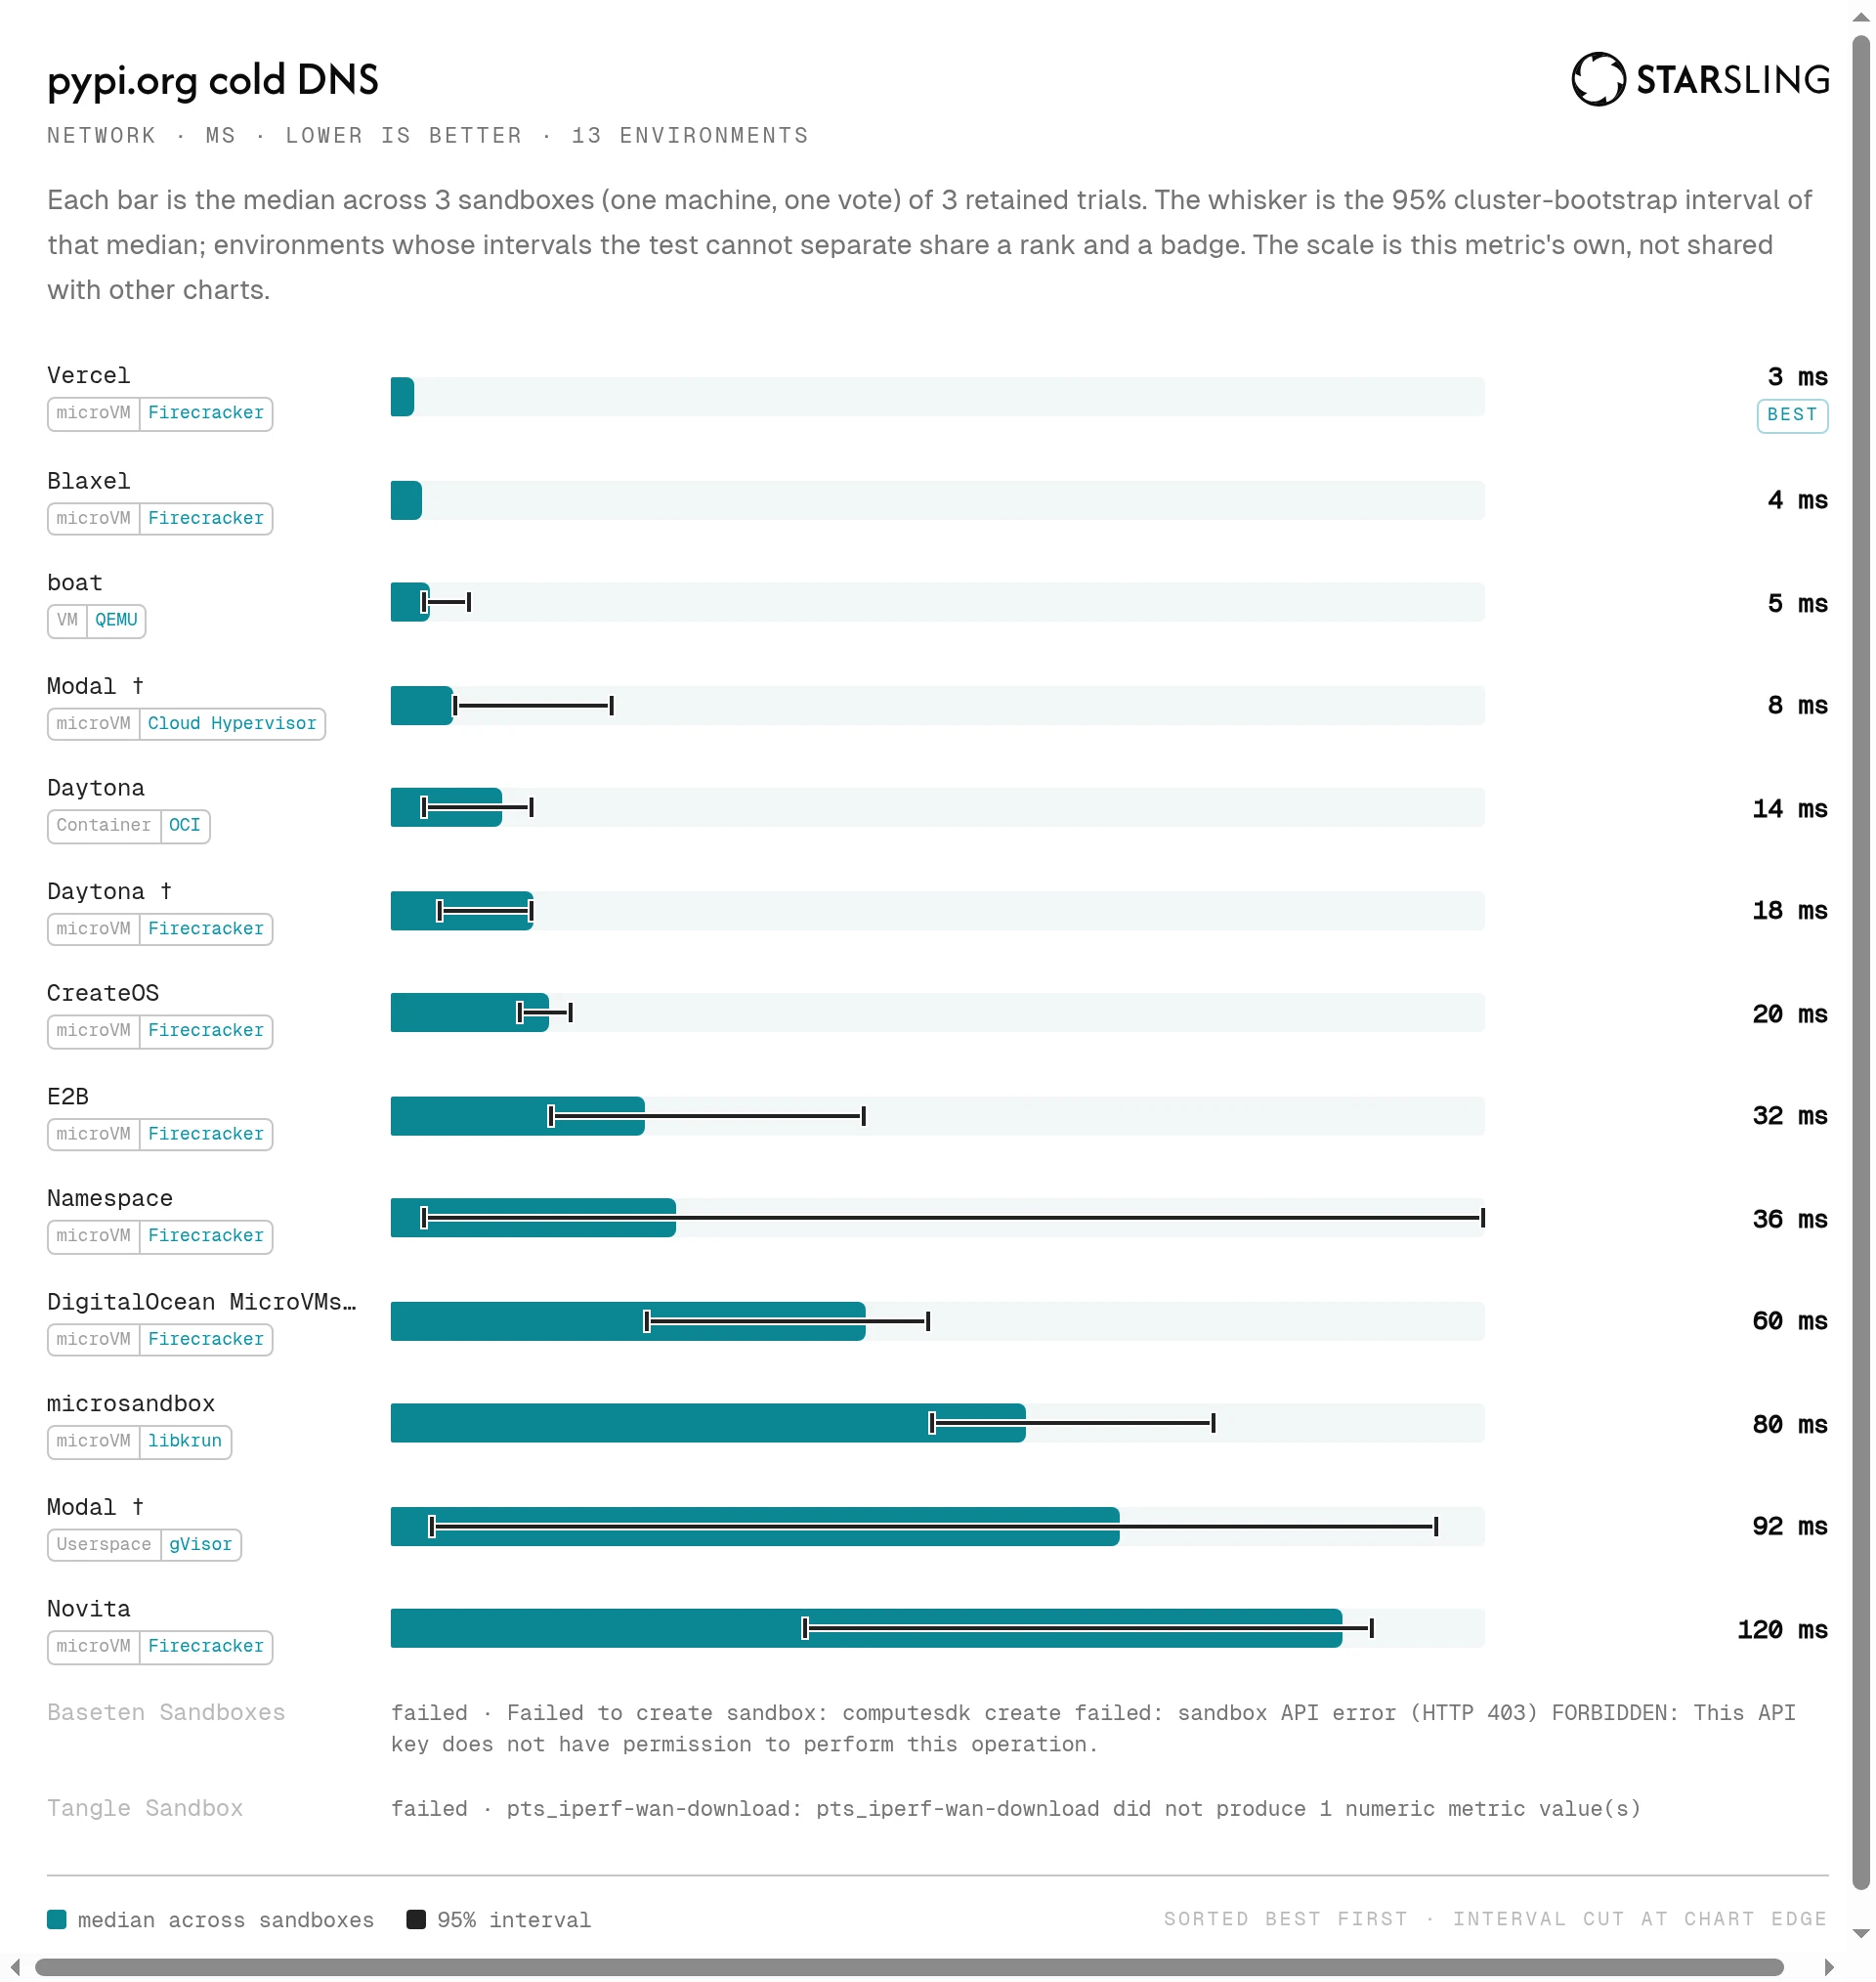 pypi.org cold DNS
STARSLING
NETWORK · MS · LOWER IS BETTER · 13 ENVIRONMENTS
Each bar is the median across 3 sandboxes (one machine, one vote) of 3 retained trials. The whisker is the 95% cluster-bootstrap interval of
that median; environments whose intervals the test cannot separate share a rank and a badge. The scale is this metric's own, not shared
with other charts.
Vercel
microVM Firecracker
3 ms
BEST
Blaxel
microVM Firecracker
4 ms
boat
VM QEMU
5 ms
Modal †
microVM Cloud Hypervisor
8 ms
Daytona
Container OCI
14 ms
Daytona †
microVM Firecracker
18 ms
CreateOS
microVM Firecracker
20 ms
E2B
microVM Firecracker
32 ms
Namespace
microVM Firecracker
36 ms
DigitalOcean MicroVMs…
microVM Firecracker
60 ms
microsandbox
microVM libkrun
80 ms
Modal †
Userspace gVisor
92 ms
Novita
microVM Firecracker
120 ms
Baseten Sandboxes
failed · Failed to create sandbox: computesdk create failed: sandbox API error (HTTP 403) FORBIDDEN: This API
key does not have permission to perform this operation.
Tangle Sandbox
failed · pts_iperf-wan-download: pts_iperf-wan-download did not produce 1 numeric metric value(s)
median across sandboxes
95% interval
SORTED BEST FIRST · INTERVAL CUT AT CHART EDGE